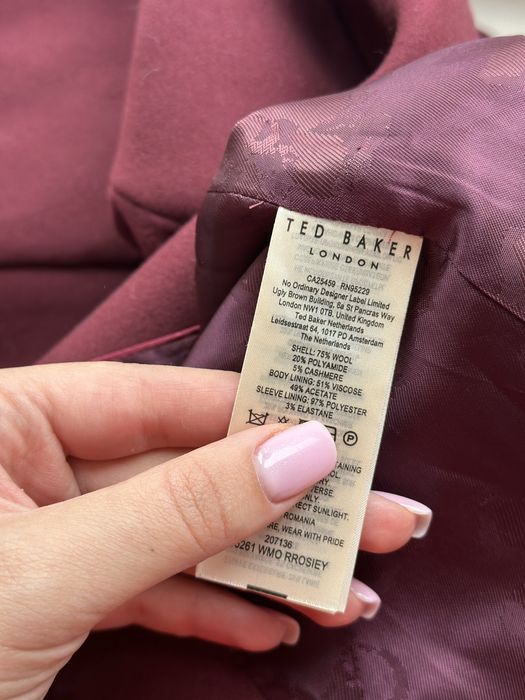 TED BAKER
LONDON
CA25459 RN95229
No Ordinary Designer Label Limited
Ugly Brown Building, 6a St Pancras Way
London NW1 0TB, United Kingdom
Ted Baker Netherlands
Leidsestraat 64, 1017 PD Amsterdam
The Netherlands
SHELL: 75% WOOL
20% POLYAMIDE
5% CASHMERE
BODY LINING: 51% VISCOSE
49% ACETATE
SLEEVE LINING: 97% POLYESTER
3% ELASTANE
P
ONLY.
SUNLIGHT.
ROMANIA
WEAR WITH PRIDE
207136
WMO RROSIEY